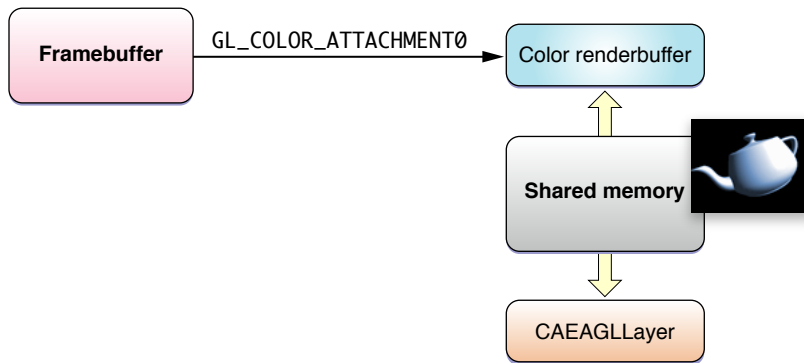 Framebuffer
GL_COLOR_ATTACHMENT0
Color renderbuffer
Shared memory
CAEAGLLayer